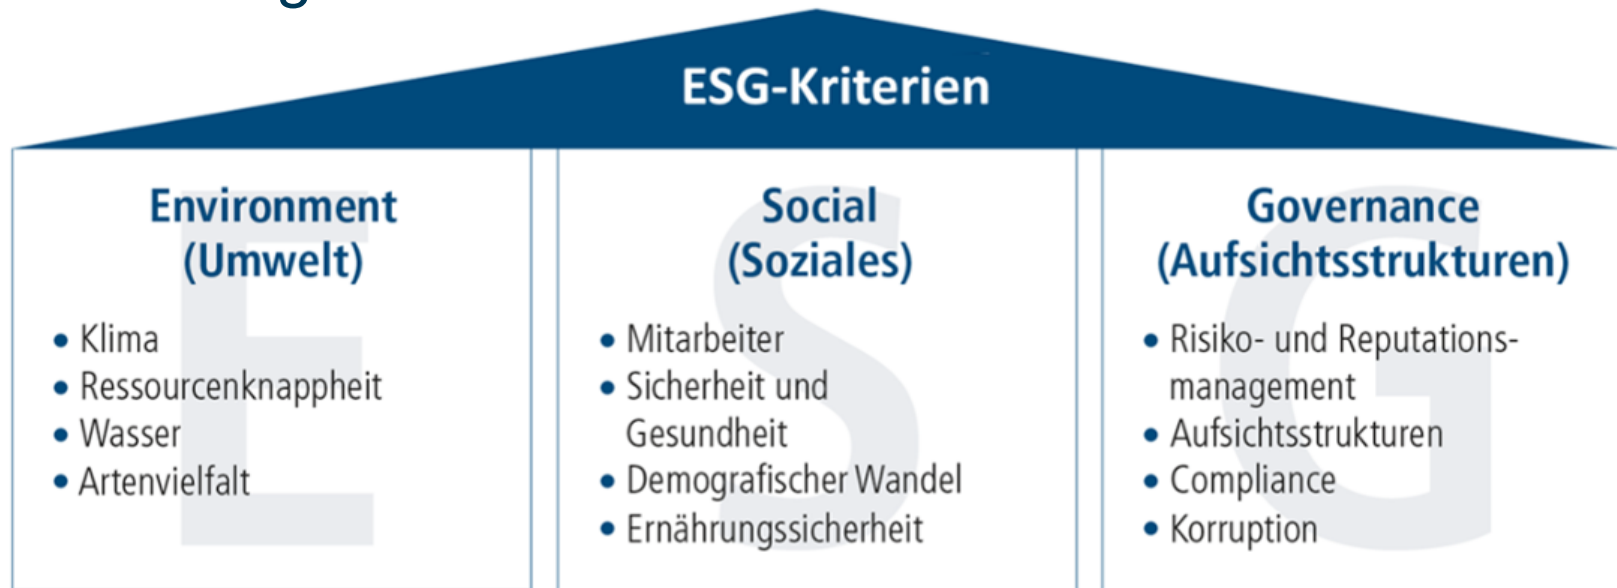 ESG-Kriterien
Environment
(Umwelt)
• Klima
• Ressourcenknappheit
• Wasser
• Artenvielfalt
Social
(Soziales)
• Mitarbeiter
• Sicherheit und
Gesundheit
• Demografischer Wandel
• Ernährungssicherheit
Governance
(Aufsichtsstrukturen)
• Risiko- und Reputations-
management
• Aufsichtsstrukturen
• Compliance
• Korruption
E
S
G